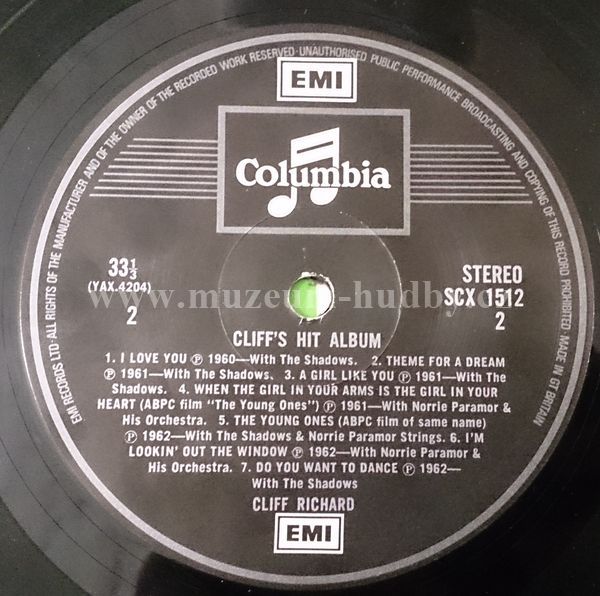 EMI RECORDS LTD·ALL RIGHTS OF THE MANUFACTURER AND OF THE OWNER OF THE RECORDED WORK RESERVED·UNAUTHORISED PUBLIC PERFORMANCE BROADCASTING AND COPYING OF THIS RECORD PROHIBITED·MADE IN GT BRITAIN
EMI
Columbia
33⅓
(YAX.4204)
2
STEREO
SCX 1512
2
www.muzeum-hudby.c
CLIFF'S HIT ALBUM
1. I LOVE YOU ℗ 1960—With The Shadows. 2. THEME FOR A DREAM
℗ 1961—With The Shadows. 3. A GIRL LIKE YOU ℗ 1961—With The
Shadows. 4. WHEN THE GIRL IN YOUR ARMS IS THE GIRL IN YOUR
HEART (ABPC film "The Young Ones") ℗ 1961—With Norrie Paramor &
His Orchestra. 5. THE YOUNG ONES (ABPC film of same name)
℗ 1962—With The Shadows & Norrie Paramor Strings. 6. I'M
LOOKIN' OUT THE WINDOW ℗ 1962—With Norrie Paramor &
His Orchestra. 7. DO YOU WANT TO DANCE ℗ 1962—
With The Shadows
CLIFF RICHARD
EMI